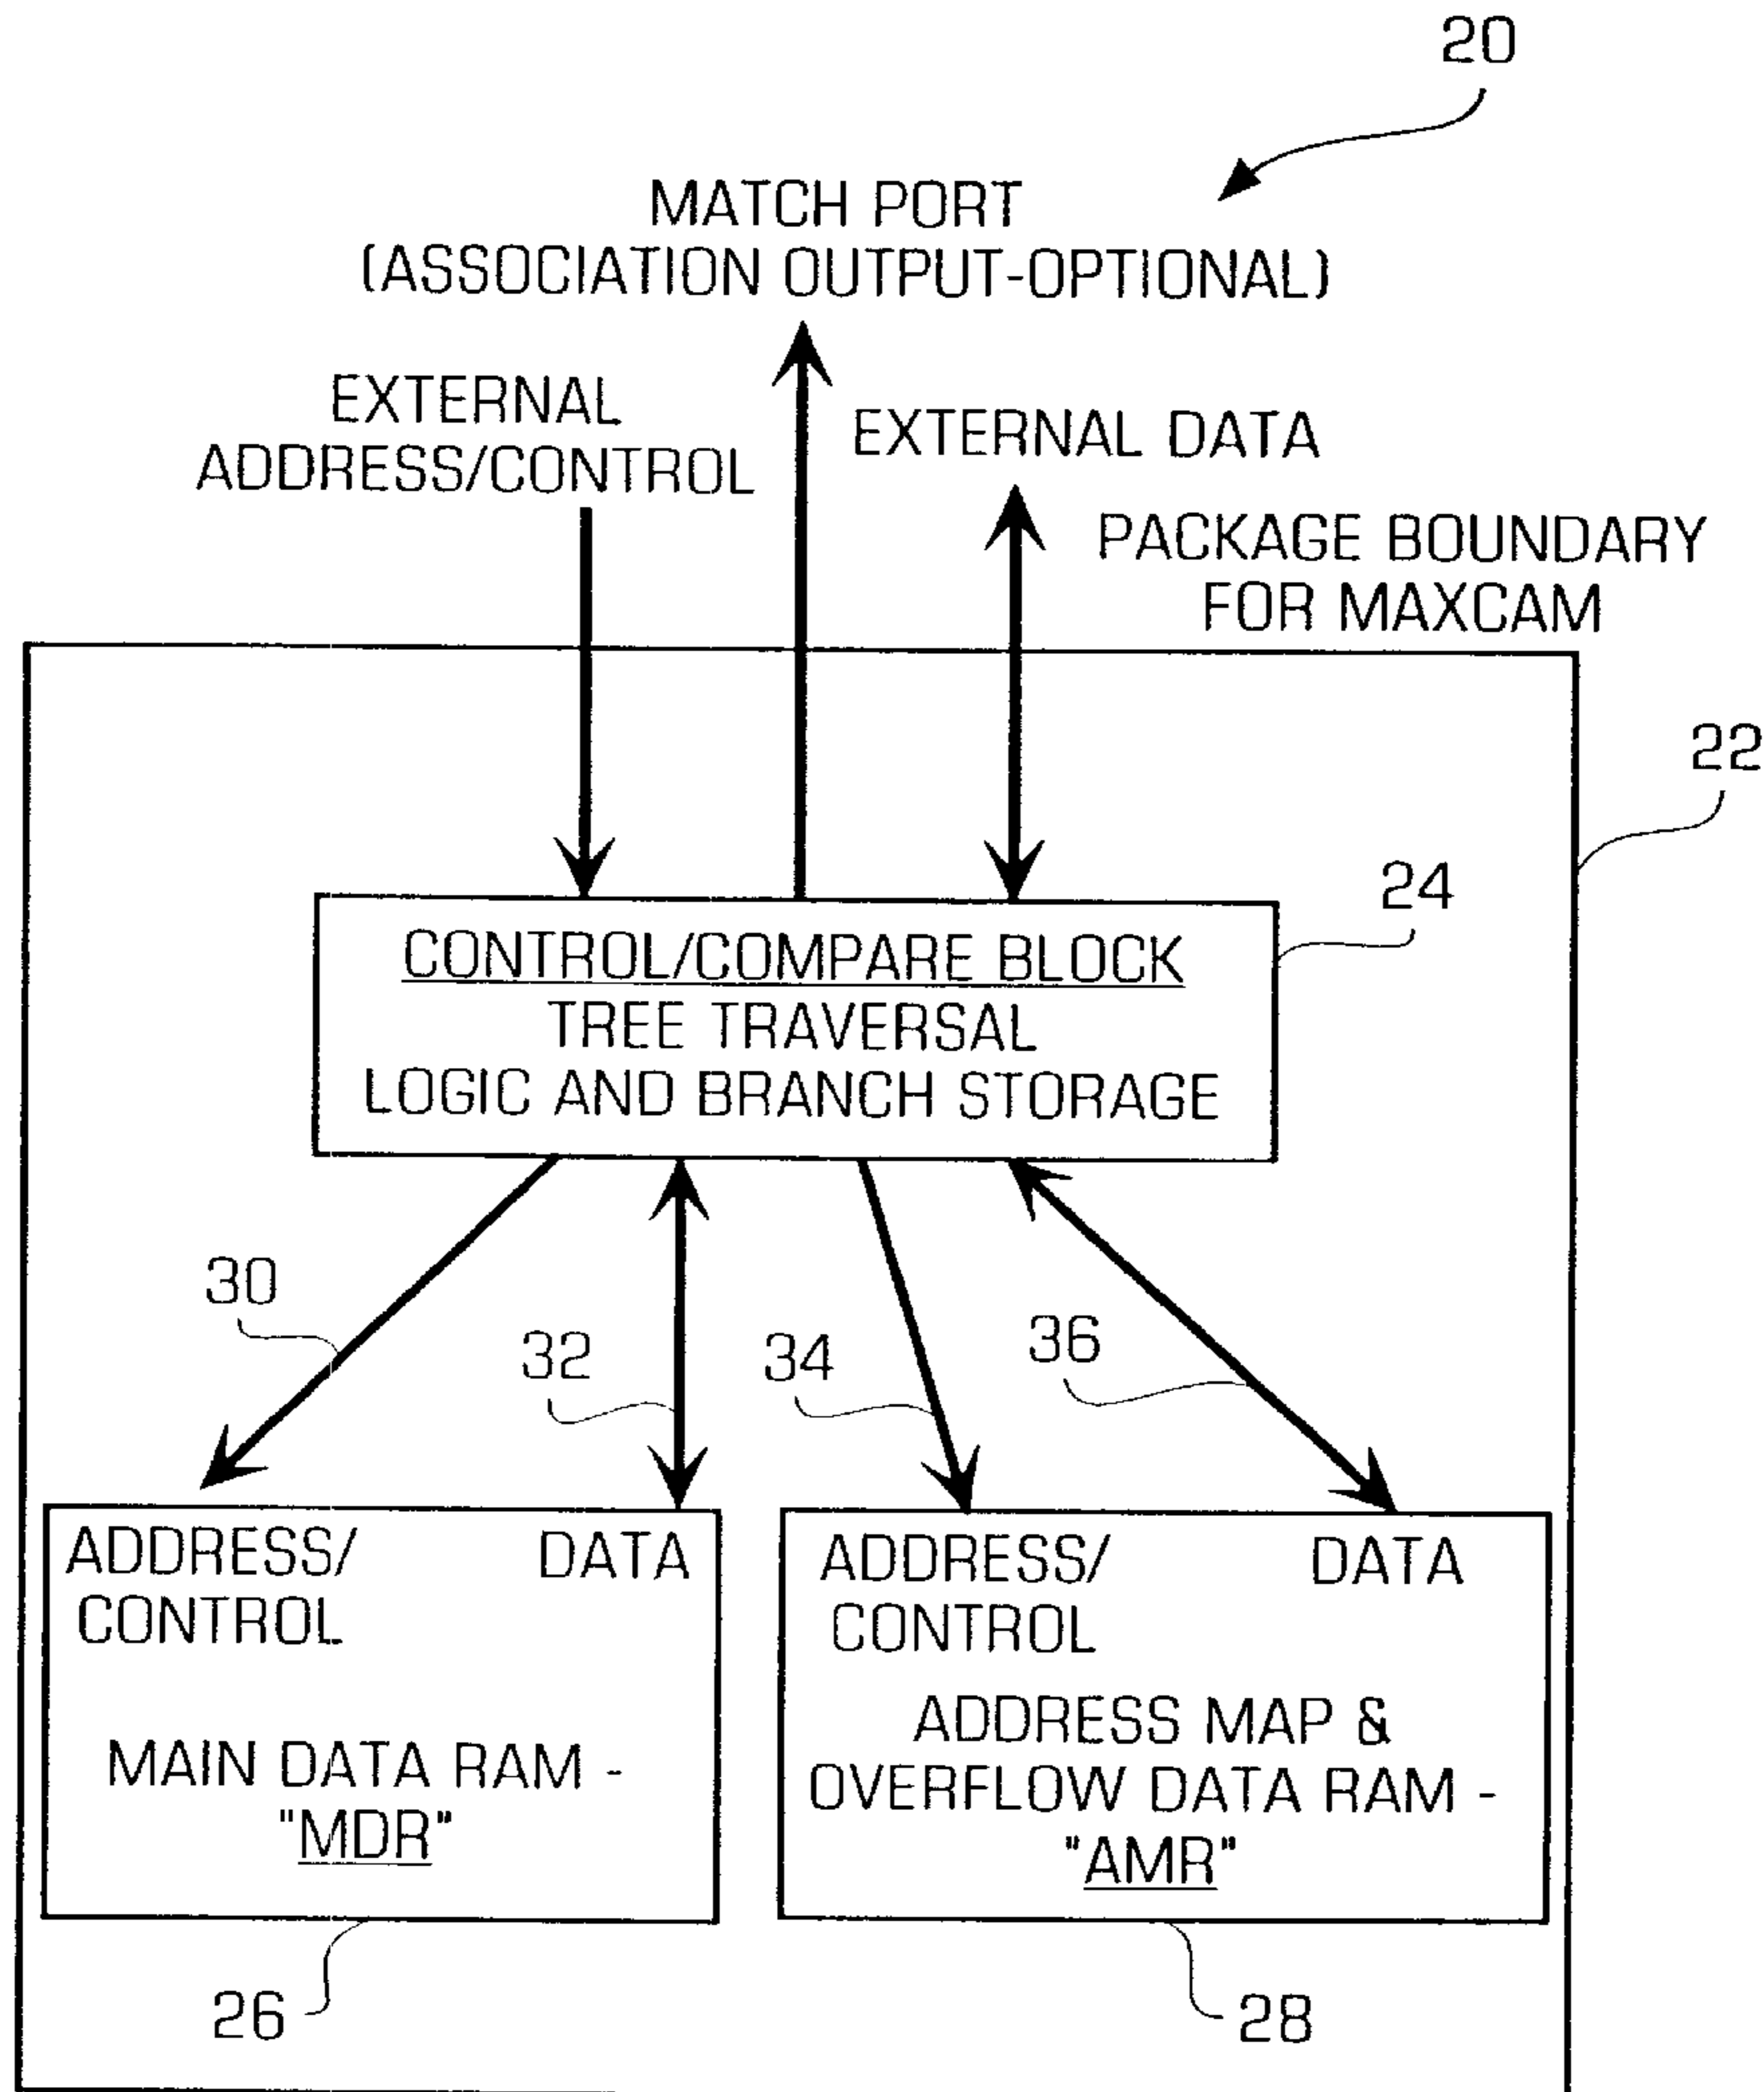 20
MATCH PORT
(ASSOCIATION OUTPUT-OPTIONAL)
EXTERNAL
ADDRESS/CONTROL
EXTERNAL DATA
PACKAGE BOUNDARY
FOR MAXCAM
22
24
CONTROL/COMPARE BLOCK
TREE TRAVERSAL
LOGIC AND BRANCH STORAGE
30
32
34
36
ADDRESS/
CONTROL
DATA
MAIN DATA RAM -
"MDR"
ADDRESS/
CONTROL
DATA
ADDRESS MAP &
OVERFLOW DATA RAM -
"AMR"
26
28